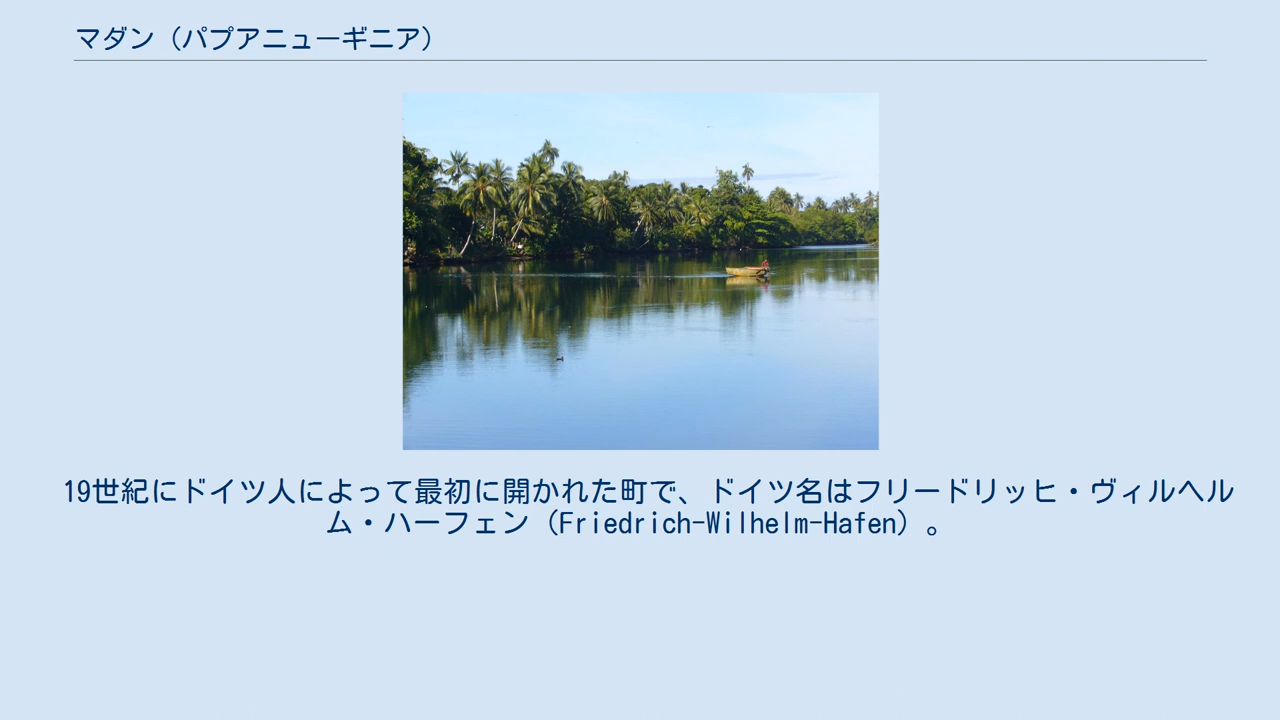 マダン（パプアニューギニア）
19世紀にドイツ人によって最初に開かれた町で、ドイツ名はフリードリッヒ・ヴィルヘル
ム・ハーフェン（Friedrich-Wilhelm-Hafen）。